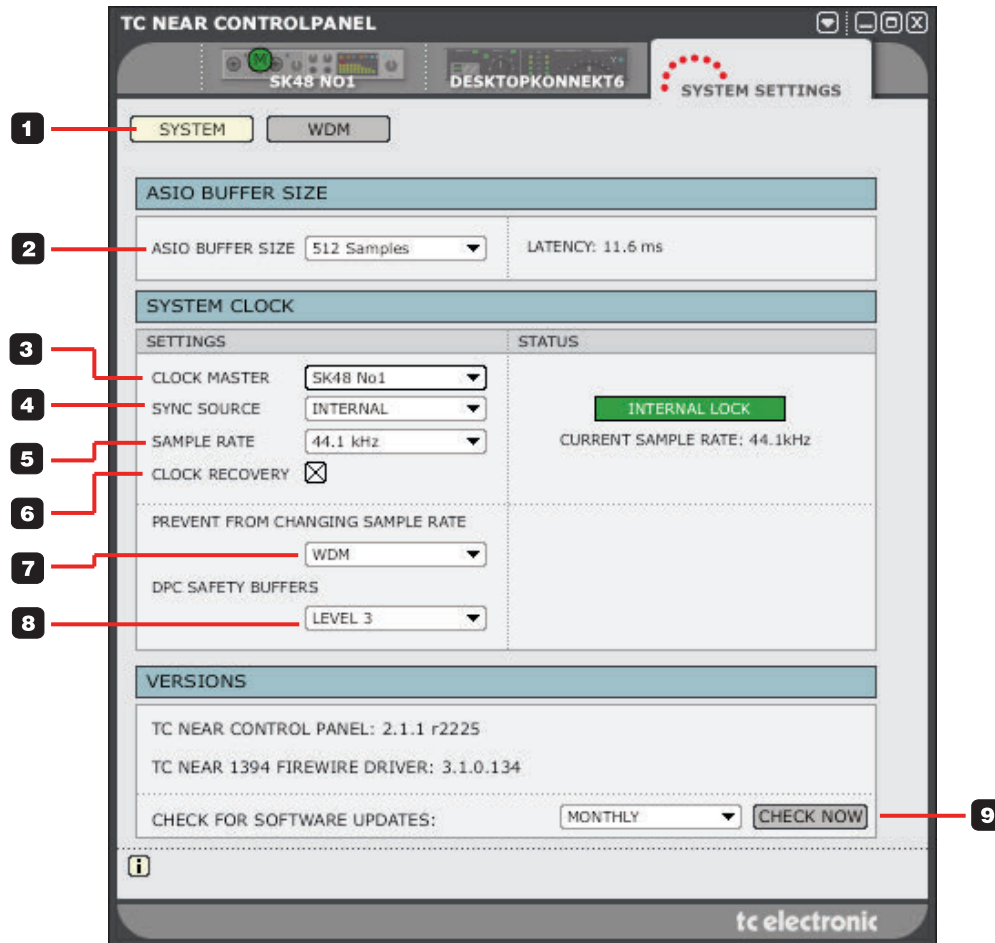 TC NEAR CONTROLPANEL
M
SK48 NO1
DESKTOPKONNEKT6
SYSTEM SETTINGS
1
SYSTEM
WDM
ASIO BUFFER SIZE
2
ASIO BUFFER SIZE
512 Samples
LATENCY: 11.6 ms
SYSTEM CLOCK
SETTINGS
STATUS
3
CLOCK MASTER
SK48 No1
4
SYNC SOURCE
INTERNAL
INTERNAL LOCK
5
SAMPLE RATE
44.1 kHz
CURRENT SAMPLE RATE: 44.1kHz
6
CLOCK RECOVERY
PREVENT FROM CHANGING SAMPLE RATE
7
WDM
DPC SAFETY BUFFERS
8
LEVEL 3
VERSIONS
TC NEAR CONTROL PANEL: 2.1.1 r2225
TC NEAR 1394 FIREWIRE DRIVER: 3.1.0.134
CHECK FOR SOFTWARE UPDATES:
MONTHLY
CHECK NOW
9
i
tc electronic